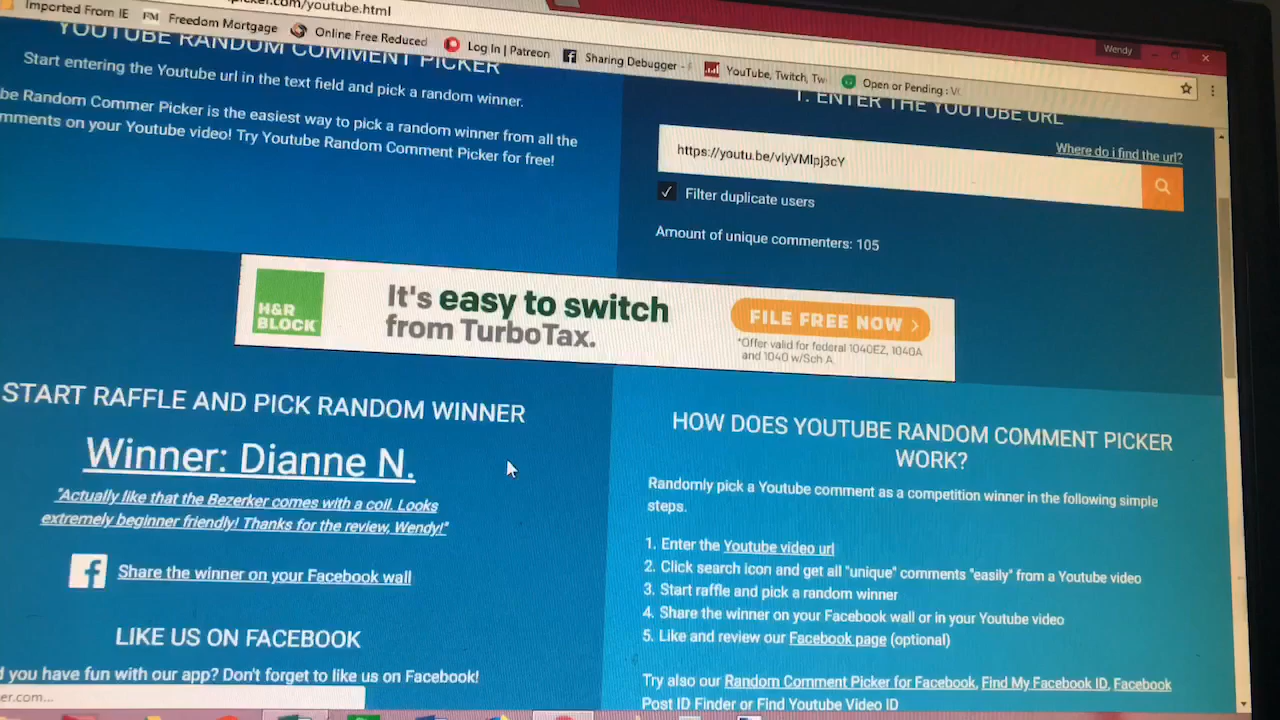 picker.com/youtube.html
Imported From IE
FM Freedom Mortgage
Online Free Reduced
Log In | Patreon
Sharing Debugger -
YouTube, Twitch, Tw
Open or Pending :
Wendy
YOUTUBE RANDOM COMMENT PICKER
Start entering the Youtube url in the text field and pick a random winner.
be Random Commer Picker is the easiest way to pick a random winner from all the
mments on your Youtube video! Try Youtube Random Comment Picker for free!
1. ENTER THE YOUTUBE URL
Where do i find the url?
https://youtu.be/vlyVMlpj3cY
Filter duplicate users
Amount of unique commenters: 105
H&R
BLOCK
It's easy to switch
from TurboTax.
FILE FREE NOW >
*Offer valid for federal 1040EZ, 1040A
and 1040 w/Sch A.
START RAFFLE AND PICK RANDOM WINNER
Winner: Dianne N.
"Actually like that the Bezerker comes with a coil. Looks
extremely beginner friendly! Thanks for the review, Wendy!"
Share the winner on your Facebook wall
LIKE US ON FACEBOOK
d you have fun with our app? Don't forget to like us on Facebook!
er.com...
HOW DOES YOUTUBE RANDOM COMMENT PICKER
WORK?
Randomly pick a Youtube comment as a competition winner in the following simple
steps.
1. Enter the Youtube video url
2. Click search icon and get all "unique" comments "easily" from a Youtube video
3. Start raffle and pick a random winner
4. Share the winner on your Facebook wall or in your Youtube video
5. Like and review our Facebook page (optional)
Try also our Random Comment Picker for Facebook, Find My Facebook ID, Facebook
Post ID Finder or Find Youtube Video ID